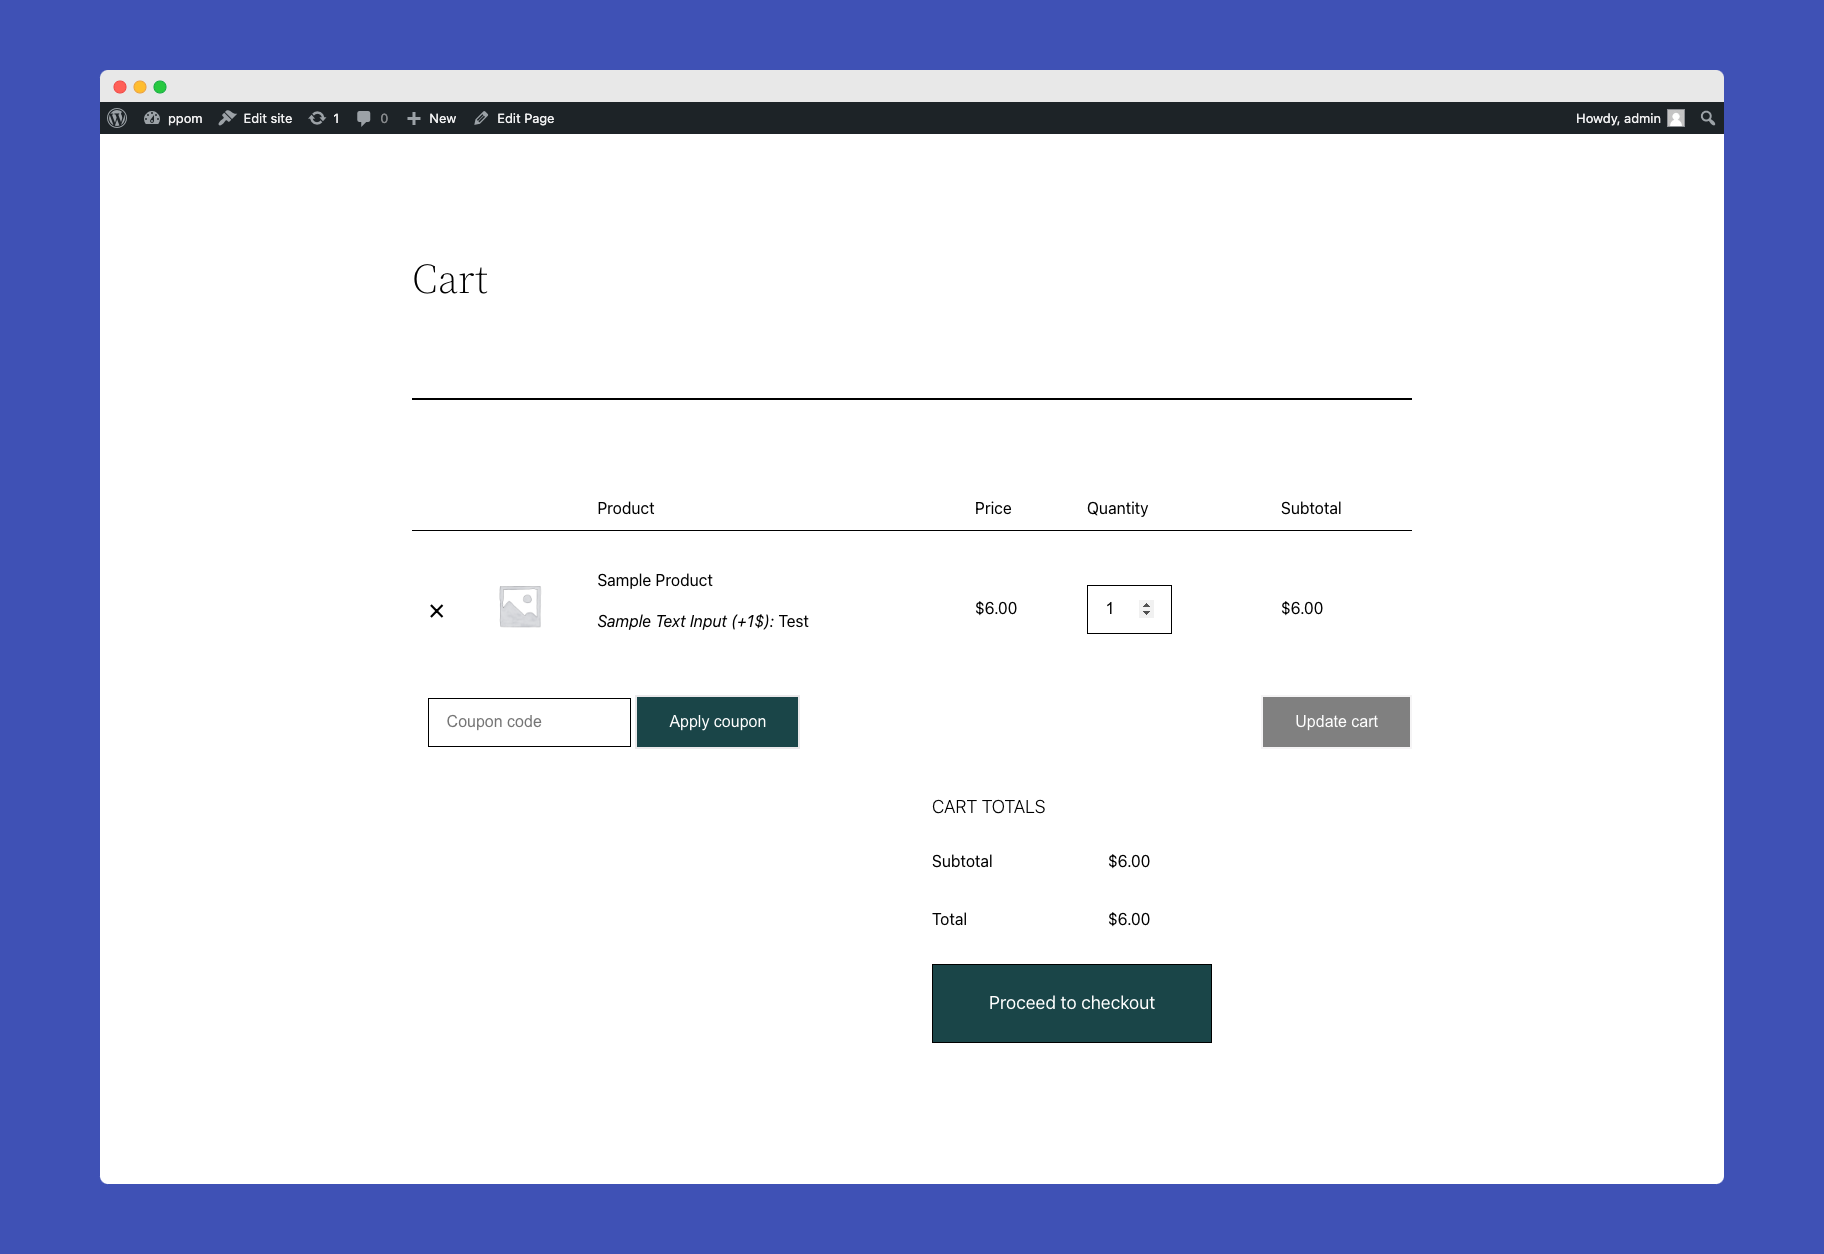 ppom Edit site 1 0 New Edit Page Howdy, admin
Cart
Product Price Quantity Subtotal
Sample Product
Sample Text Input (+1$): Test
$6.00 1 $6.00
Coupon code Apply coupon Update cart
CART TOTALS
Subtotal $6.00
Total $6.00
Proceed to checkout